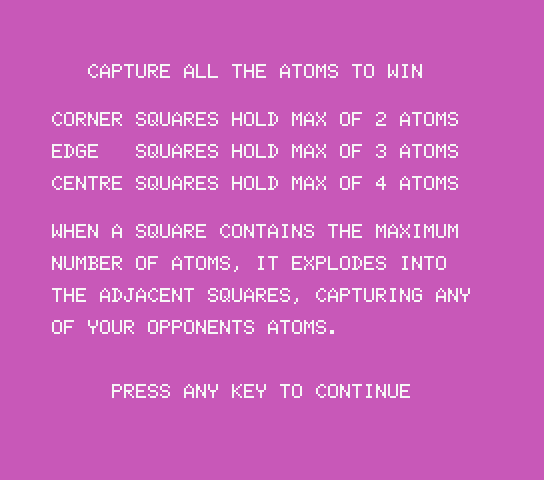 CAPTURE ALL THE ATOMS TO WIN
CORNER SQUARES HOLD MAX OF 2 ATOMS
EDGE   SQUARES HOLD MAX OF 3 ATOMS
CENTRE SQUARES HOLD MAX OF 4 ATOMS
WHEN A SQUARE CONTAINS THE MAXIMUM
NUMBER OF ATOMS, IT EXPLODES INTO
THE ADJACENT SQUARES, CAPTURING ANY
OF YOUR OPPONENTS ATOMS.
PRESS ANY KEY TO CONTINUE